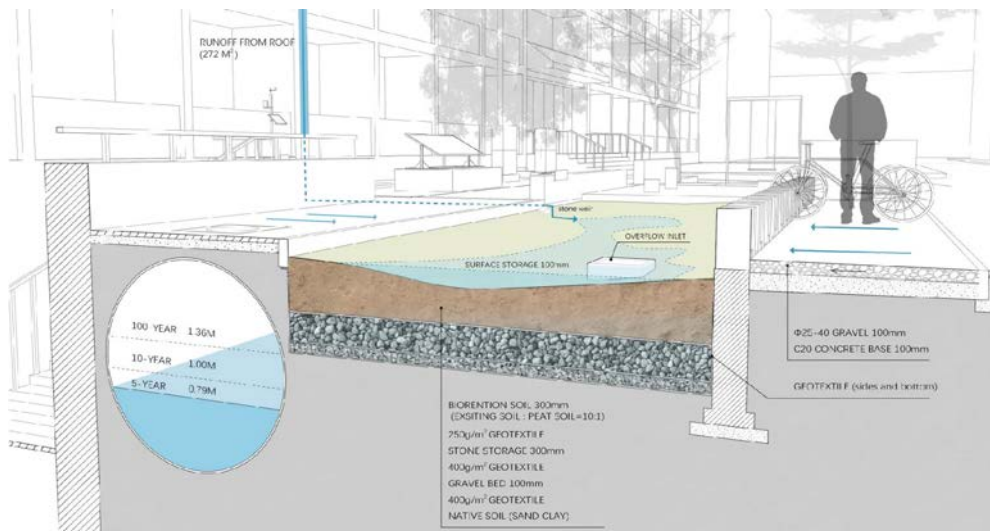 RUNOFF FROM ROOF
(272 M²)
stone weir
OVERFLOW INLET
SURFACE STORAGE 100mm
100-YEAR 1.36M
10-YEAR 1.00M
5-YEAR 0.79M
Φ25-40 GRAVEL 100mm
C20 CONCRETE BASE 100mm
GEOTEXTILE (sides and bottom)
BIORENTION SOIL 300mm
(EXSITING SOIL : PEAT SOIL=10:1)
250g/m² GEOTEXTILE
STONE STORAGE 300mm
400g/m² GEOTEXTILE
GRAVEL BED 100mm
400g/m² GEOTEXTILE
NATIVE SOIL (SAND CLAY)